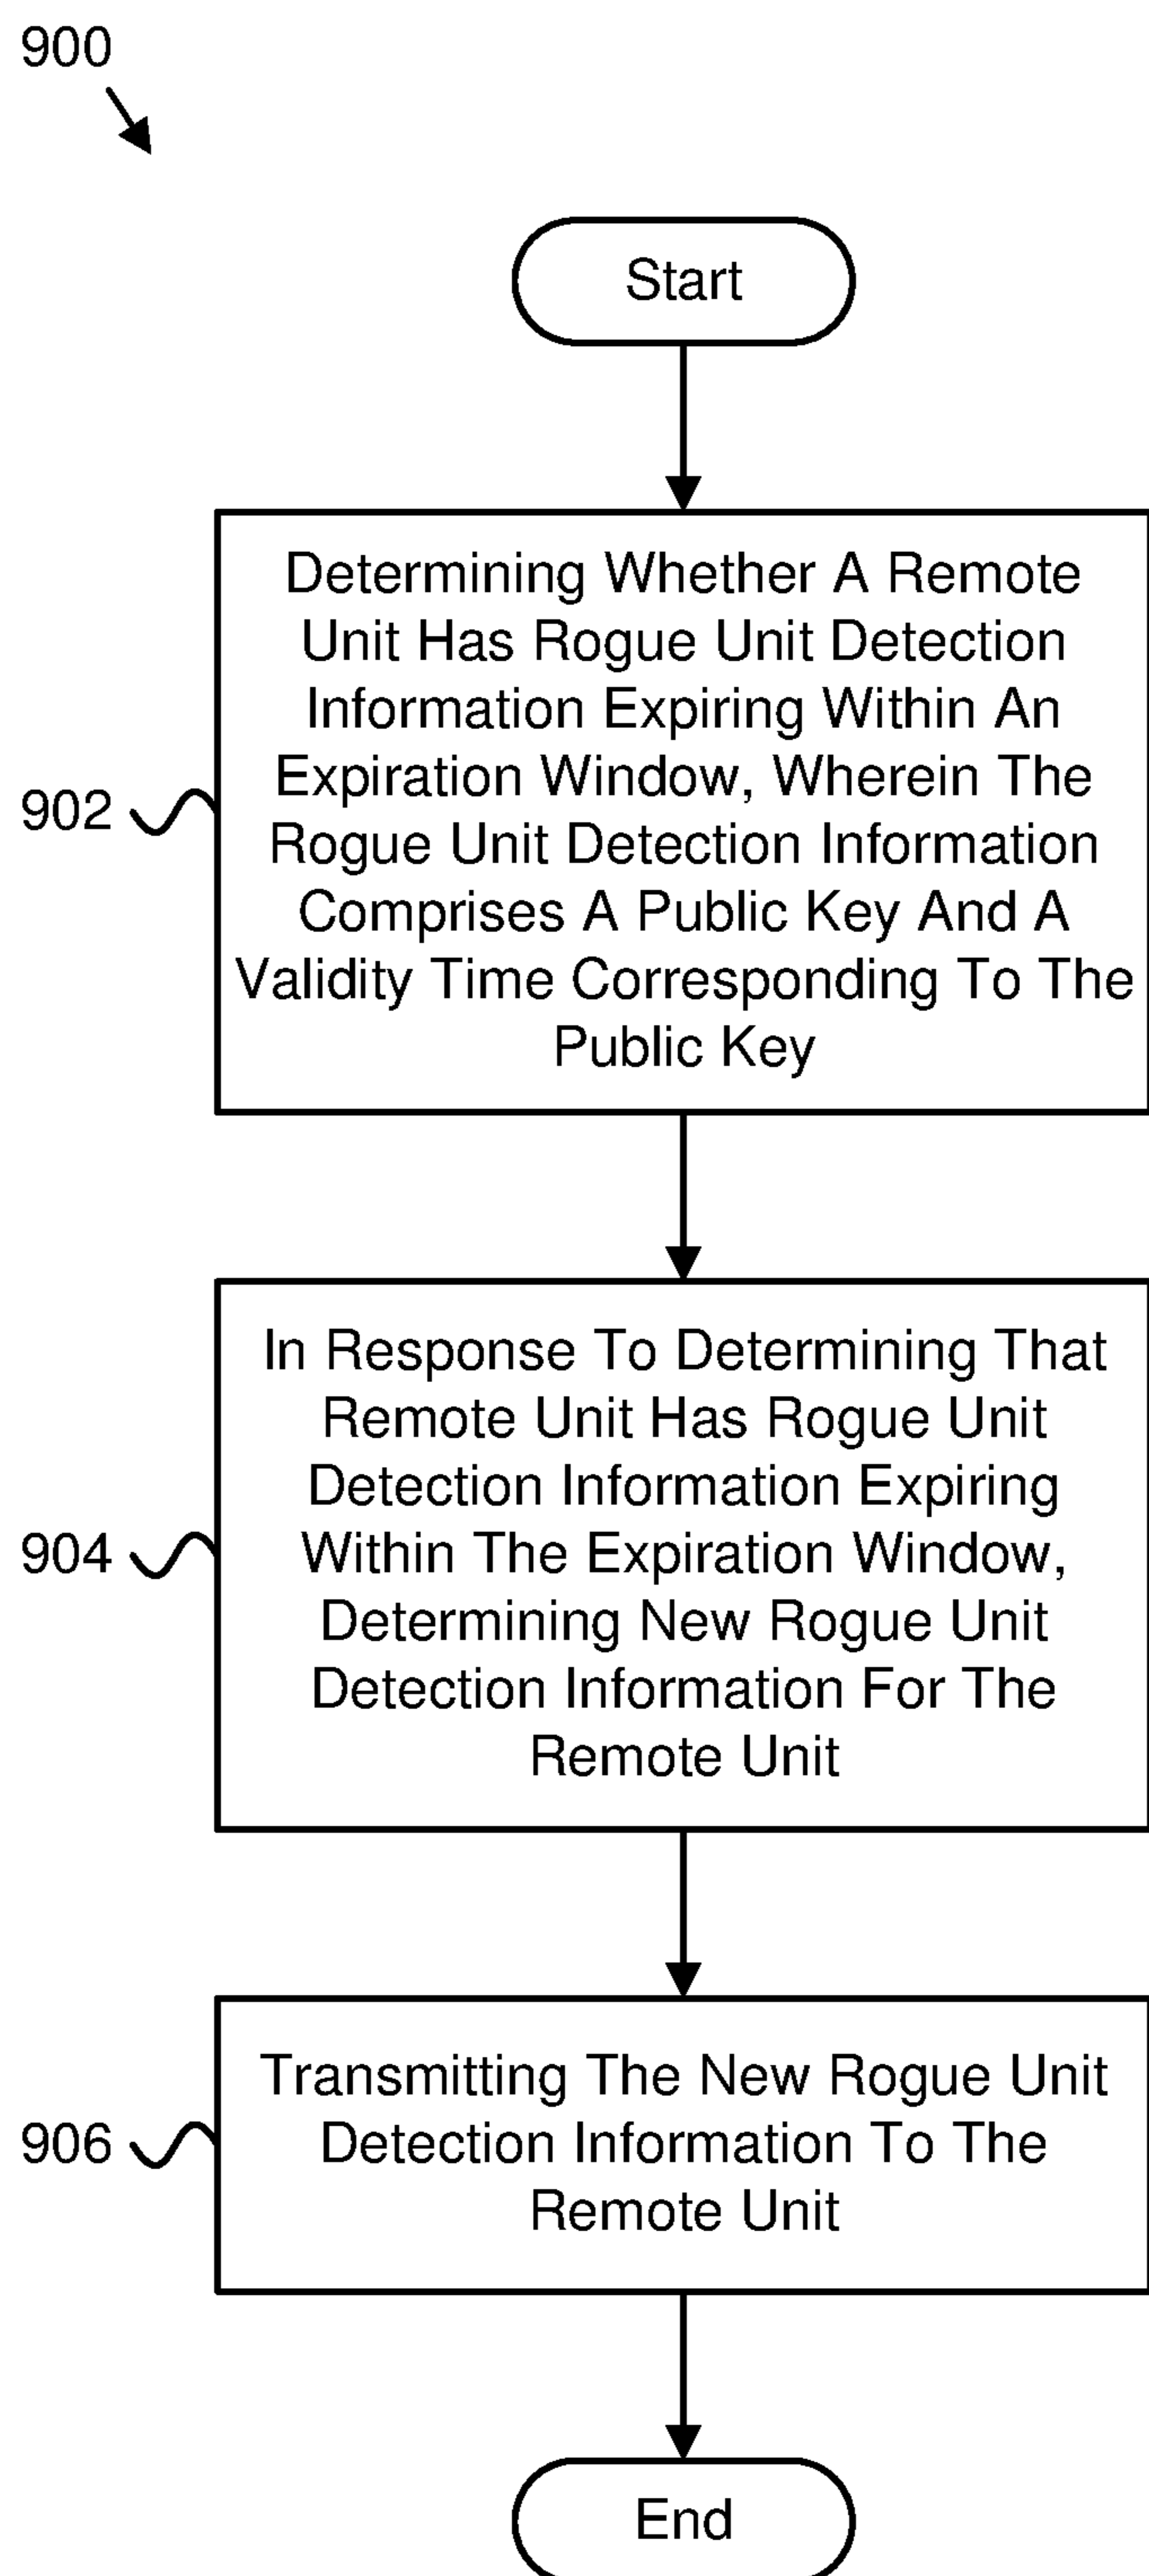 900
Start
902
Determining Whether A Remote
Unit Has Rogue Unit Detection
Information Expiring Within An
Expiration Window, Wherein The
Rogue Unit Detection Information
Comprises A Public Key And A
Validity Time Corresponding To The
Public Key
904
In Response To Determining That
Remote Unit Has Rogue Unit
Detection Information Expiring
Within The Expiration Window,
Determining New Rogue Unit
Detection Information For The
Remote Unit
906
Transmitting The New Rogue Unit
Detection Information To The
Remote Unit
End